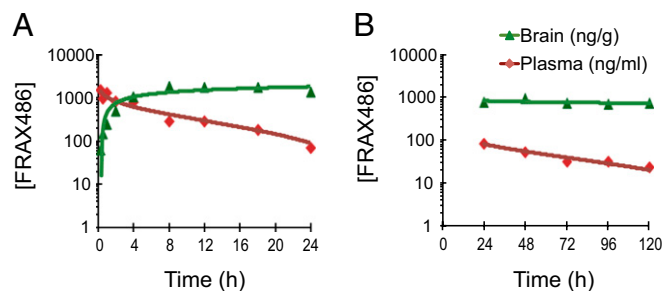 A
[FRAX486]
10000
1000
100
10
1
0 4 8 12 16 20 24
Time (h)
B
Brain (ng/g)
Plasma (ng/ml)
[FRAX486]
10000
1000
100
10
1
0 24 48 72 96 120
Time (h)